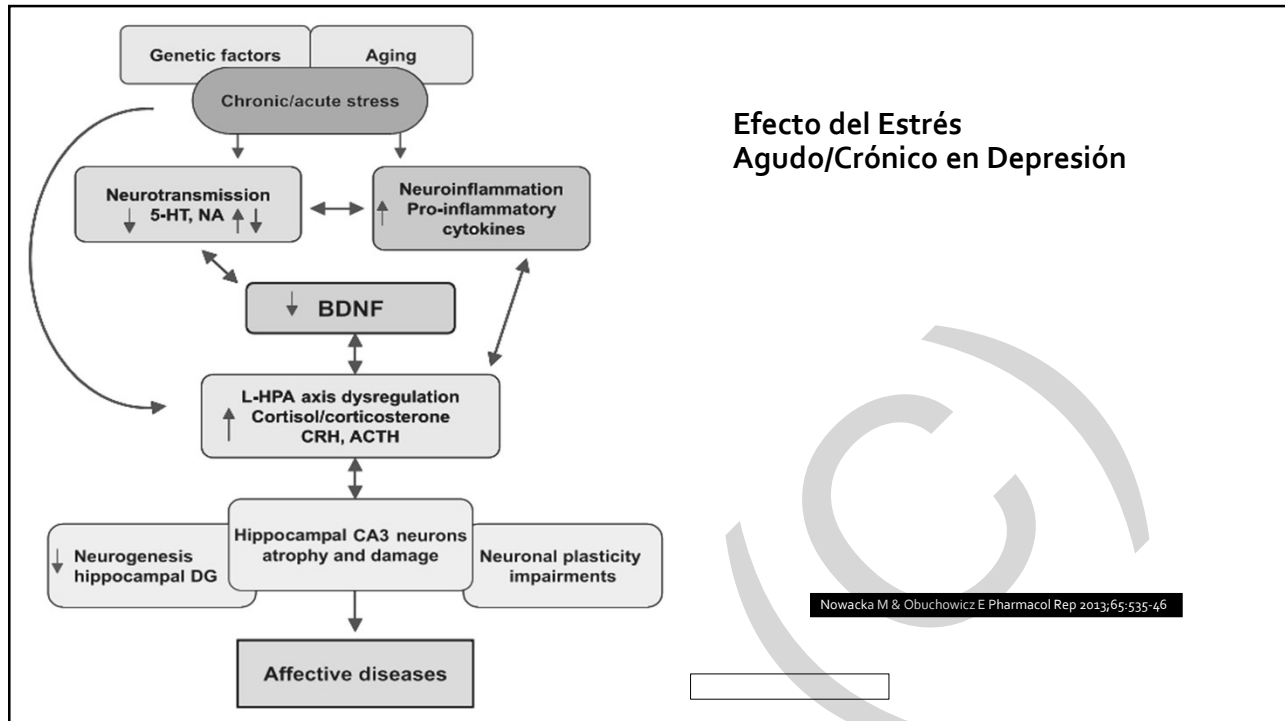 Genetic factors
Aging
Chronic/acute stress
Efecto del Estrés
Agudo/Crónico en Depresión
Neurotransmission
↓ 5-HT, NA ↑↓
Neuroinflammation
↑ Pro-inflammatory
cytokines
↓ BDNF
L-HPA axis dysregulation
↑ Cortisol/corticosterone
CRH, ACTH
↓ Neurogenesis
hippocampal DG
Hippocampal CA3 neurons
atrophy and damage
Neuronal plasticity
impairments
Nowacka M & Obuchowicz E Pharmacol Rep 2013;65:535-46
Affective diseases
(C)